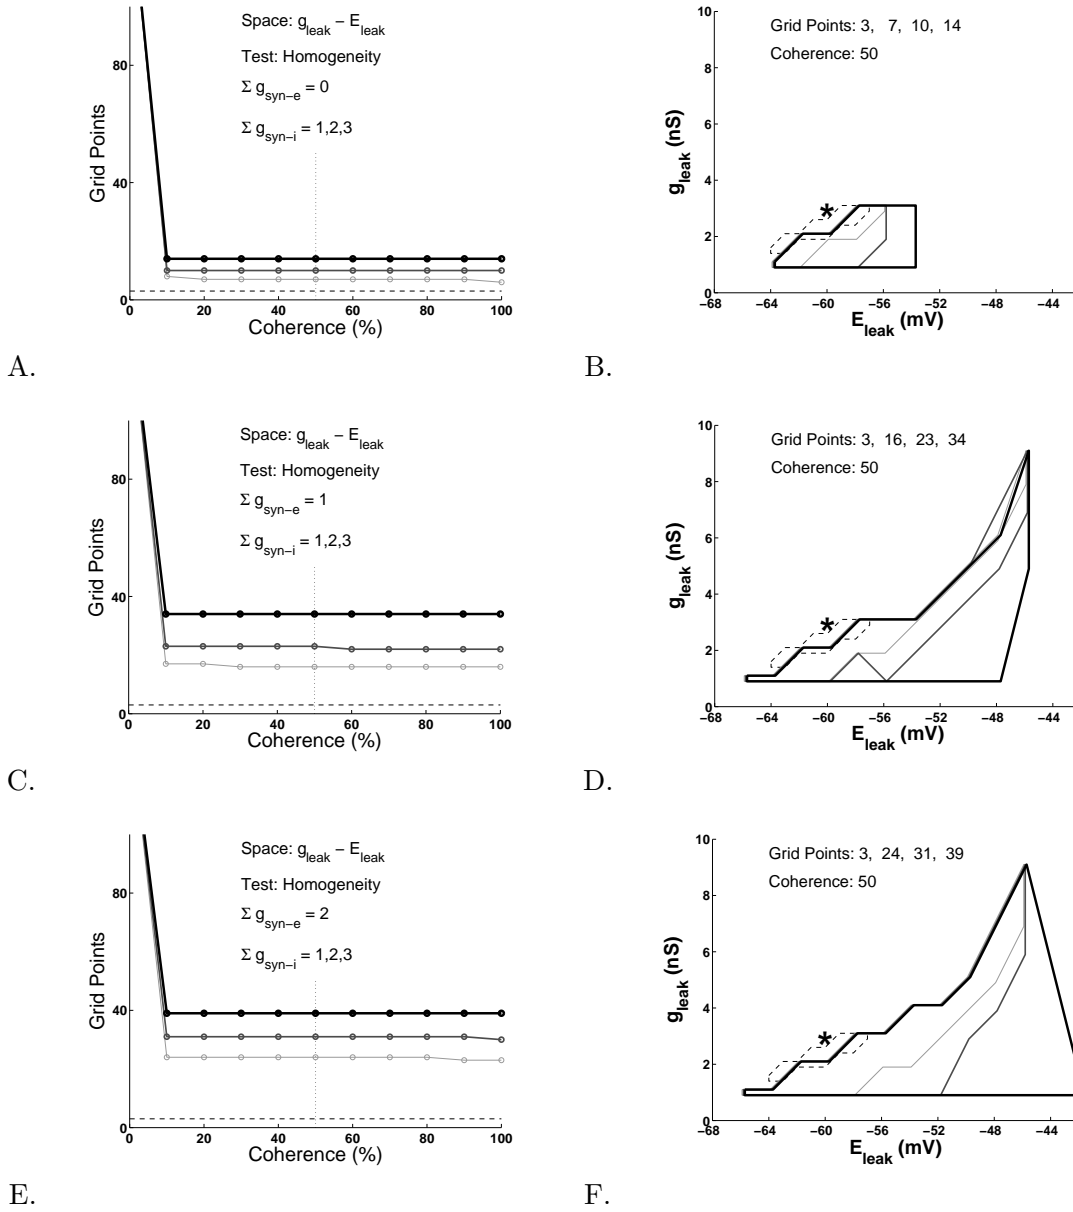 Space: g_leak − E_leak
Test: Homogeneity
Σ g_syn−e = 0
Σ g_syn−i = 1,2,3
80
40
0
Grid Points
0 20 40 60 80 100
Coherence (%)
A.
Grid Points: 3, 7, 10, 14
Coherence: 50
10
8
6
4
2
0
g_leak (nS)
*
−68 −64 −60 −56 −52 −48 −44
E_leak (mV)
B.
Space: g_leak − E_leak
Test: Homogeneity
Σ g_syn−e = 1
Σ g_syn−i = 1,2,3
80
40
0
Grid Points
0 20 40 60 80 100
Coherence (%)
C.
Grid Points: 3, 16, 23, 34
Coherence: 50
10
8
6
4
2
0
g_leak (nS)
*
−68 −64 −60 −56 −52 −48 −44
E_leak (mV)
D.
Space: g_leak − E_leak
Test: Homogeneity
Σ g_syn−e = 2
Σ g_syn−i = 1,2,3
80
40
0
Grid Points
0 20 40 60 80 100
Coherence (%)
E.
Grid Points: 3, 24, 31, 39
Coherence: 50
10
8
6
4
2
0
g_leak (nS)
*
−68 −64 −60 −56 −52 −48 −44
E_leak (mV)
F.